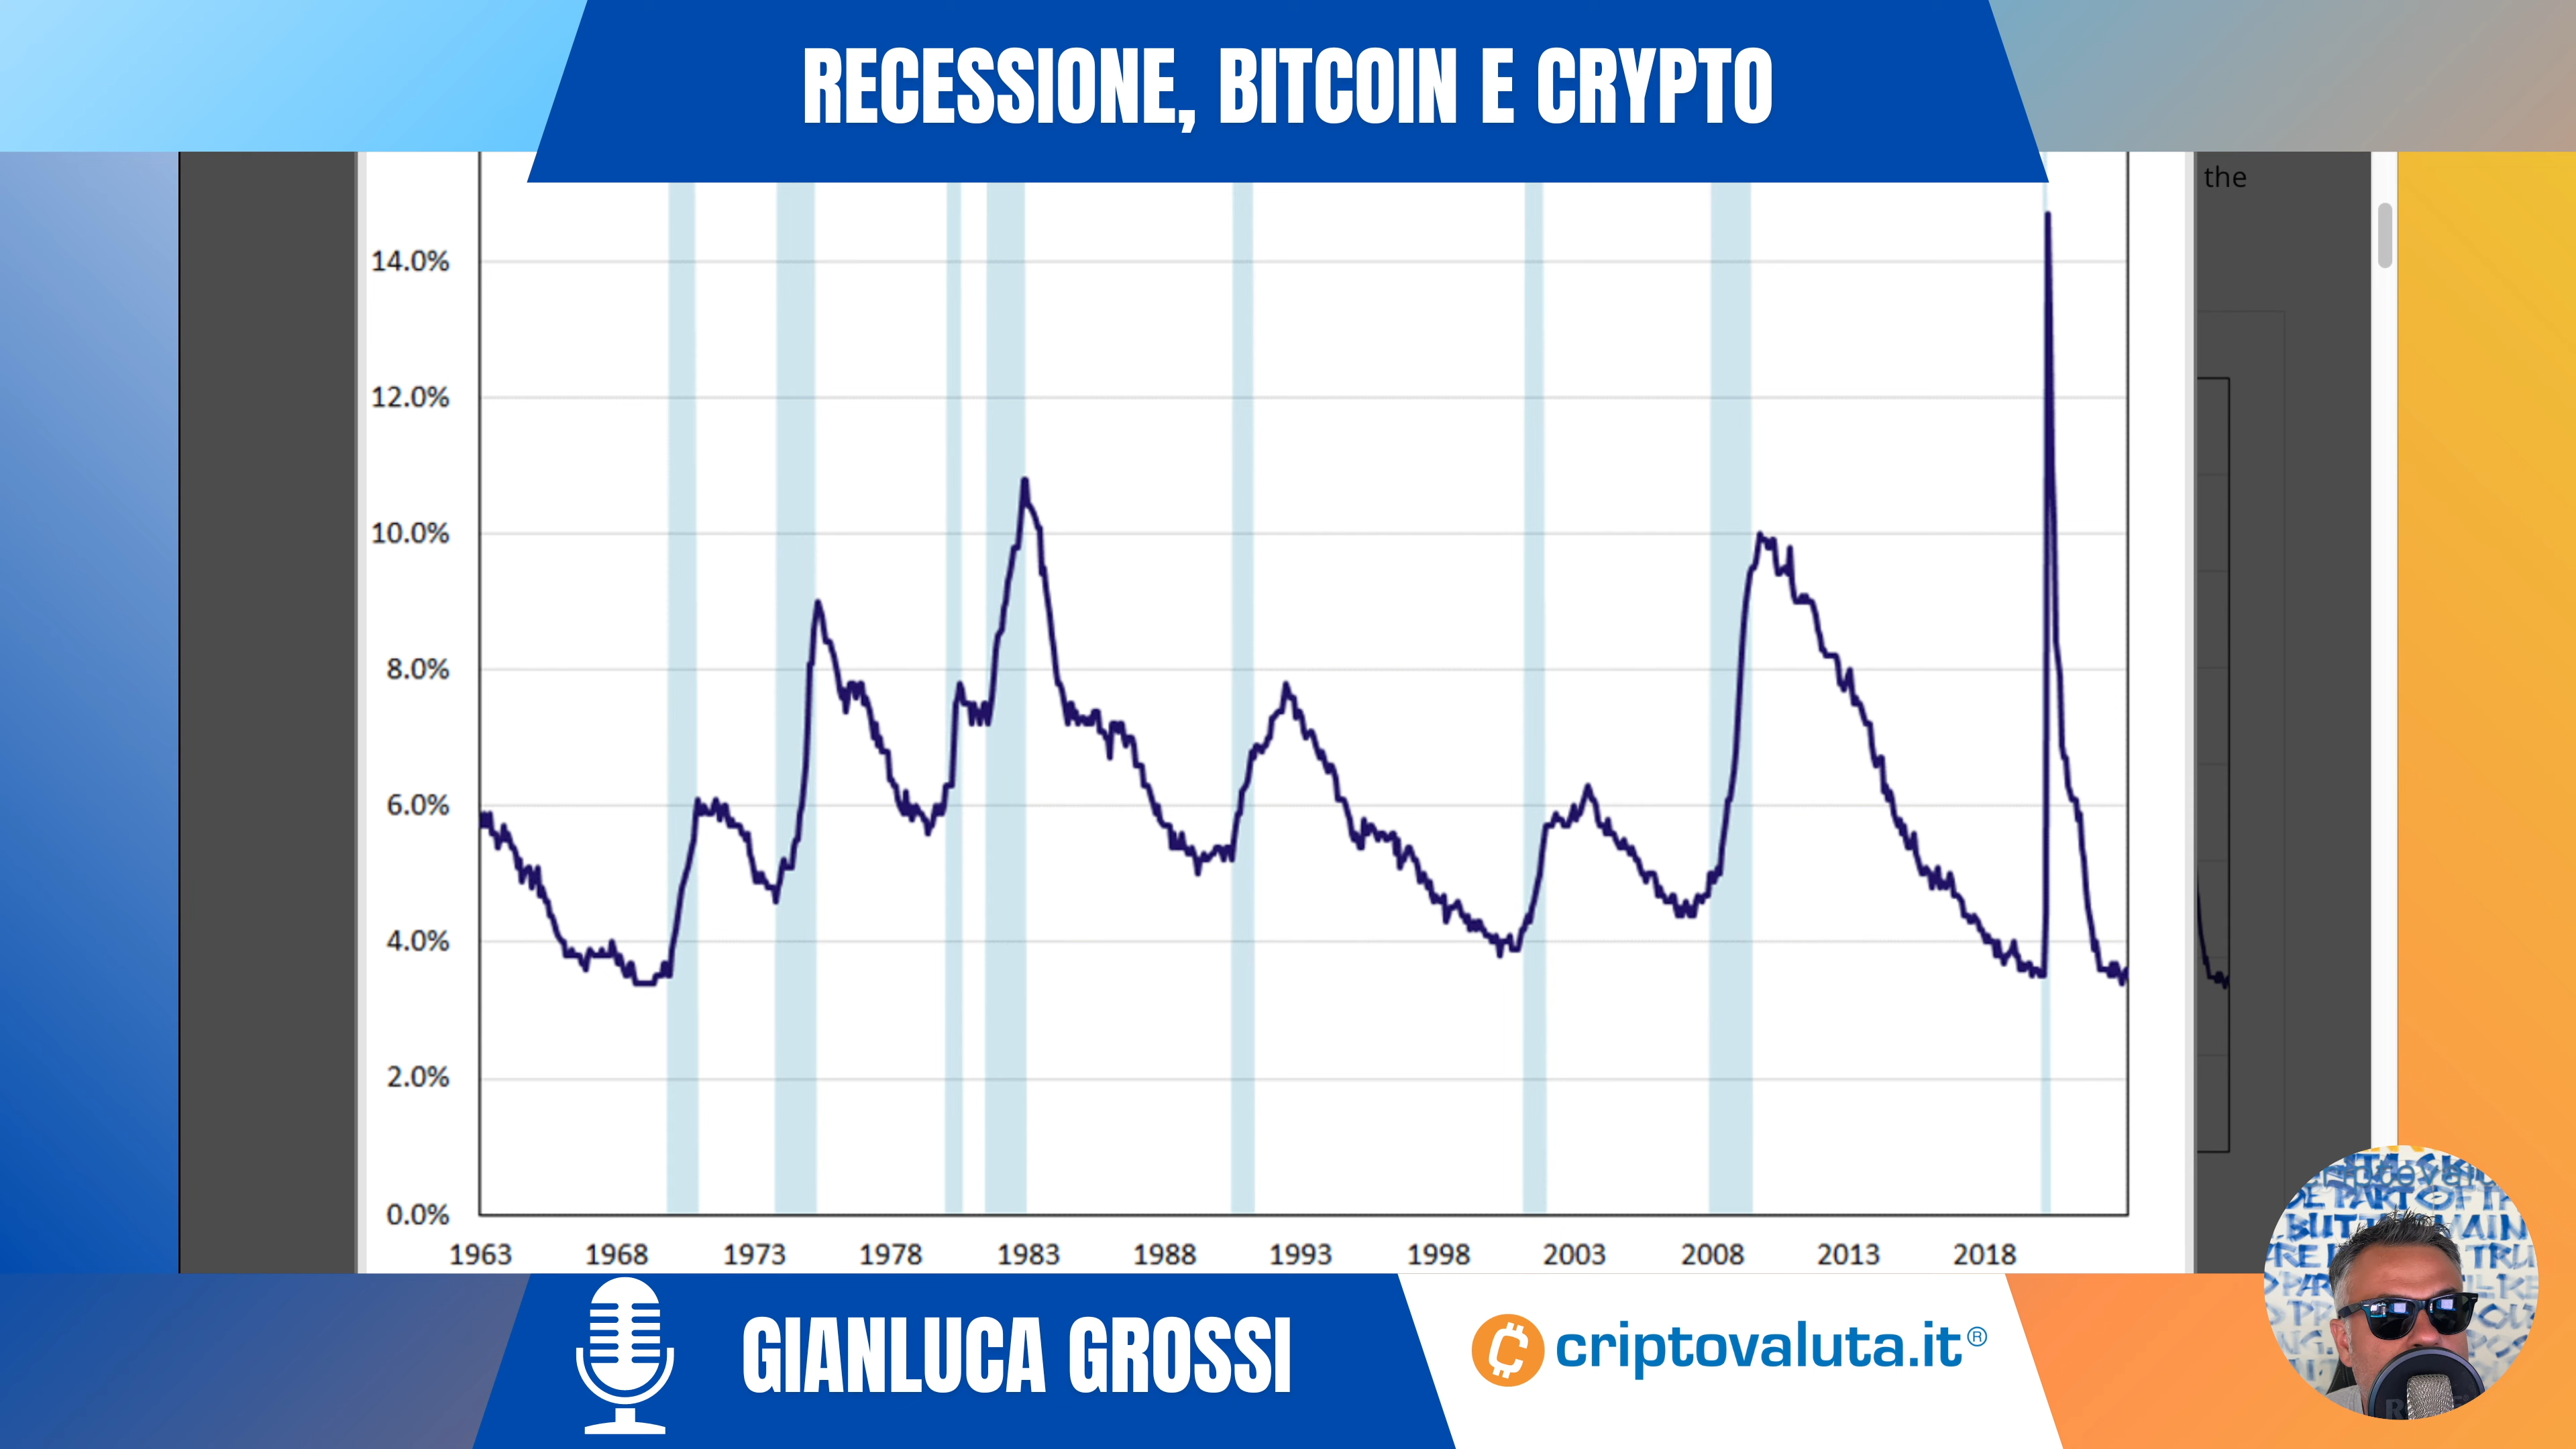 RECESSIONE, BITCOIN E CRYPTO
the
14.0%
12.0%
10.0%
8.0%
6.0%
4.0%
2.0%
0.0%
1963 1968 1973 1978 1983 1988 1993 1998 2003 2008 2013 2018
GIANLUCA GROSSI
criptovaluta.it®